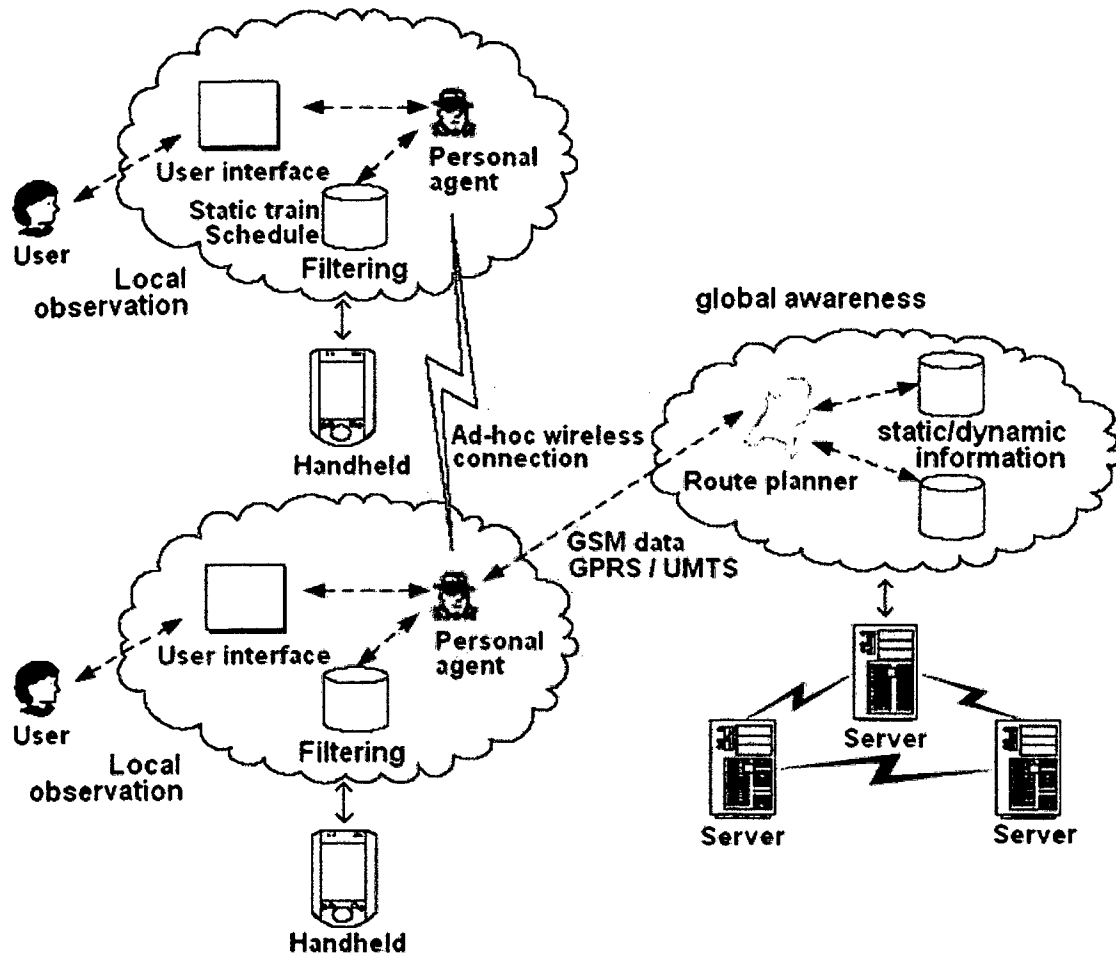 User interface
Personal
agent
Static train
Schedule
Filtering
User
Local
observation
Handheld
global awareness
static/dynamic
information
Route planner
Ad-hoc wireless
connection
GSM data
GPRS / UMTS
User interface
Personal
agent
Filtering
User
Local
observation
Handheld
Server
Server
Server